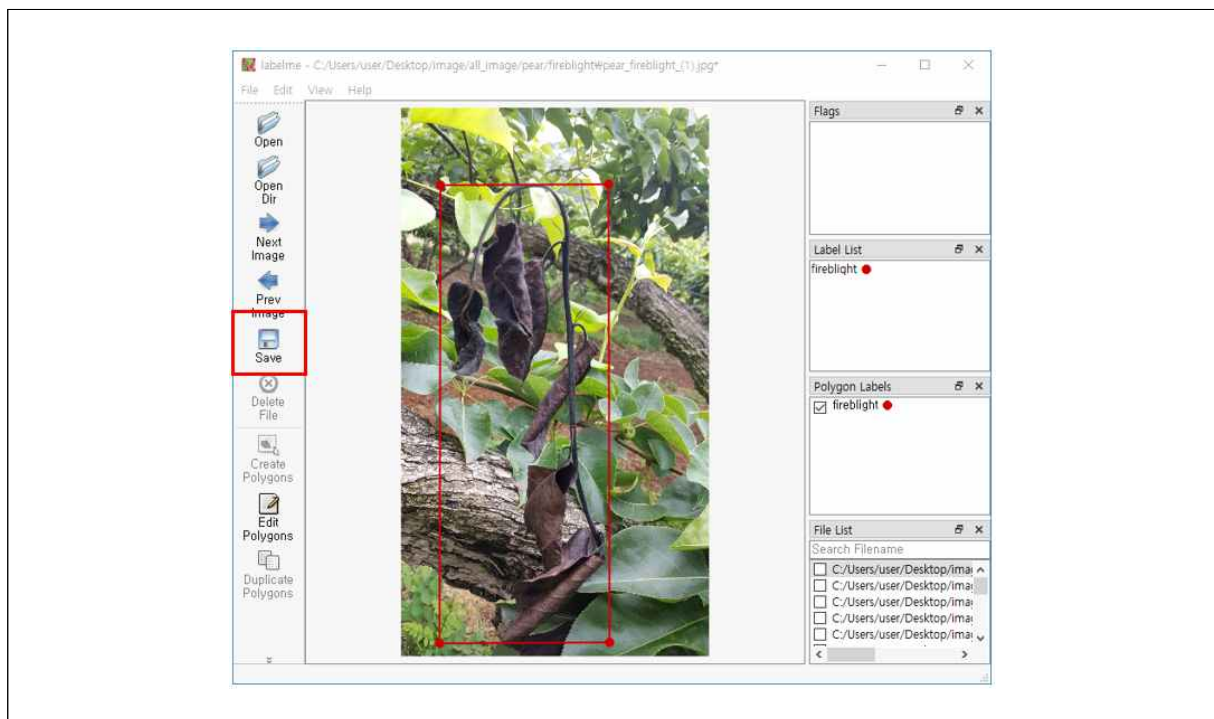 labelme - C:/Users/user/Desktop/image/all_image/pear/fireblight₩pear_fireblight_(1).jpg*
File Edit View Help
Open
Open
Dir
Next
Image
Prev
Image
Save
Delete
File
Create
Polygons
Edit
Polygons
Duplicate
Polygons
Flags
Label List
fireblight
Polygon Labels
fireblight
File List
Search Filename
C:/Users/user/Desktop/ima
C:/Users/user/Desktop/ima
C:/Users/user/Desktop/ima
C:/Users/user/Desktop/ima
C:/Users/user/Desktop/ima